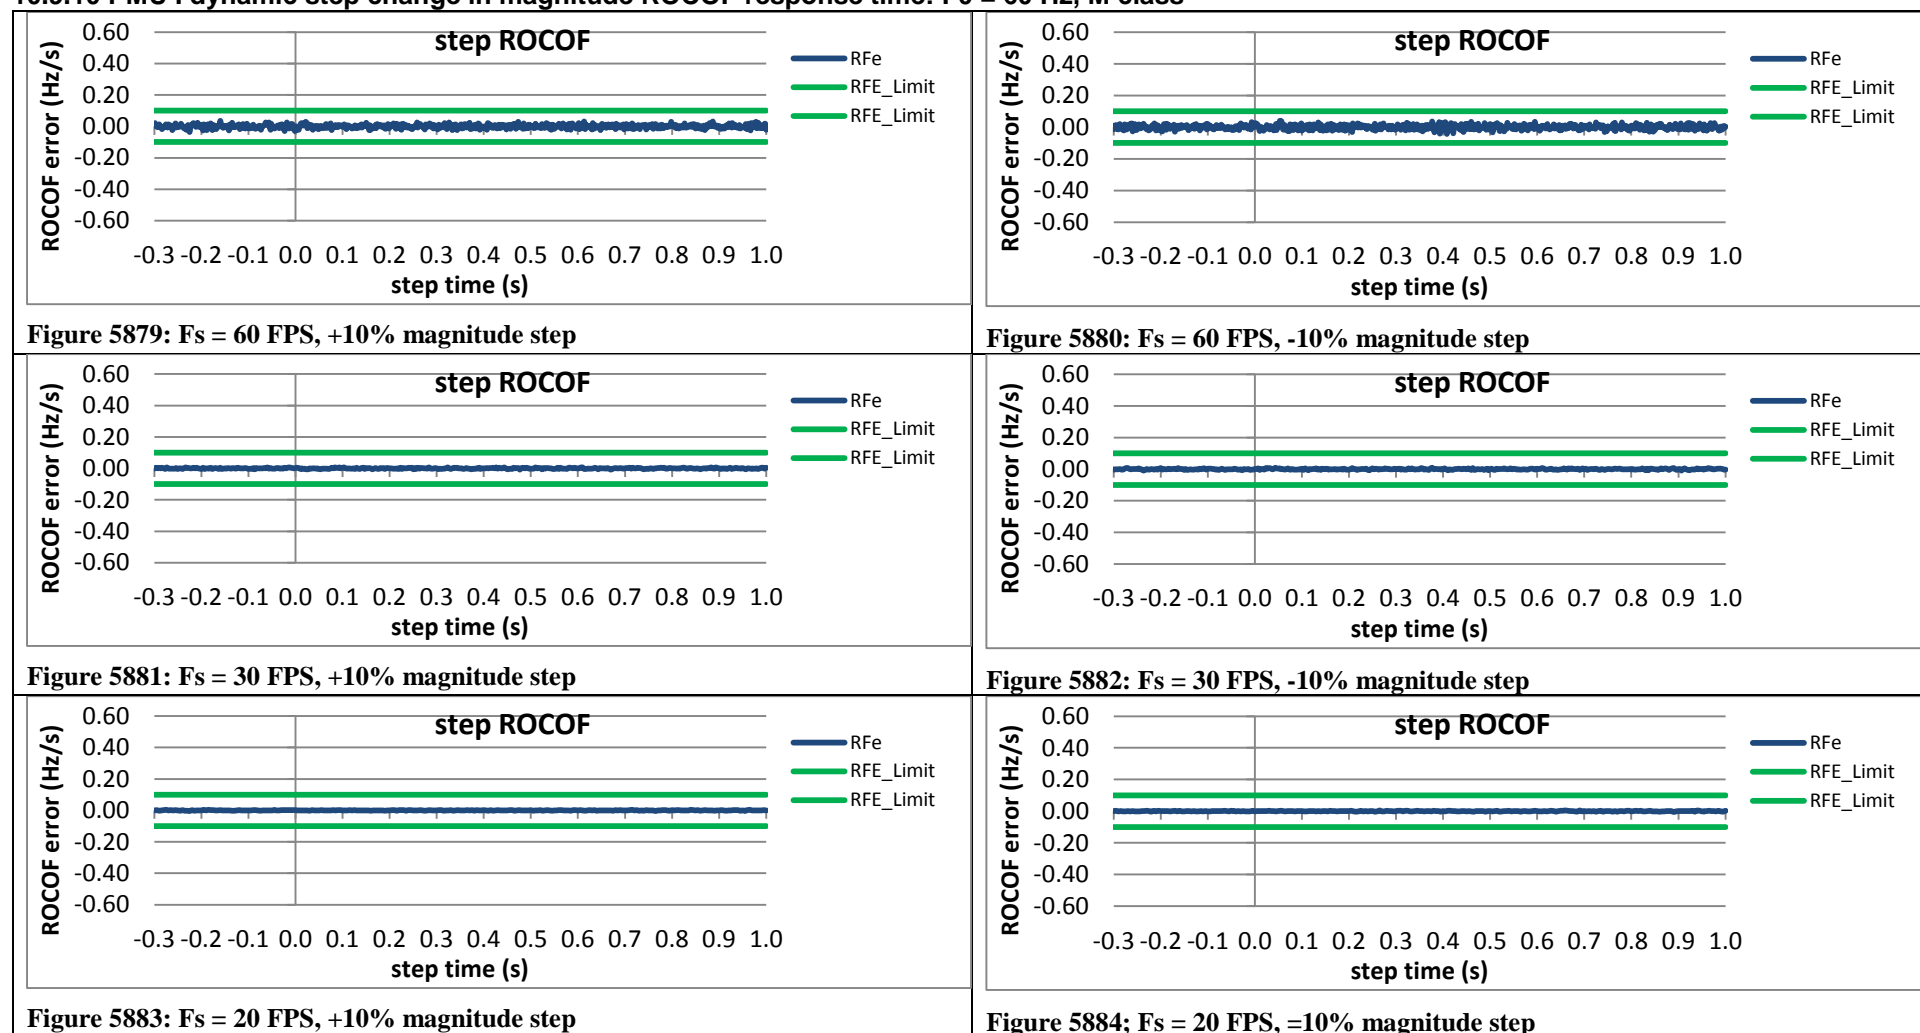 dynamic step change in magnitude ROCOF response time: = 60 Hz, M class
step ROCOF
ROCOF error (Hz/s)
0.60
0.40
0.20
0.00
-0.20
-0.40
-0.60
-0.3 -0.2 -0.1 0.0 0.1 0.2 0.3 0.4 0.5 0.6 0.7 0.8 0.9 1.0
step time (s)
RFe
RFE_Limit
RFE_Limit
Figure 5879: Fs = 60 FPS, +10% magnitude step
step ROCOF
ROCOF error (Hz/s)
0.60
0.40
0.20
0.00
-0.20
-0.40
-0.60
-0.3 -0.2 -0.1 0.0 0.1 0.2 0.3 0.4 0.5 0.6 0.7 0.8 0.9 1.0
step time (s)
RFe
RFE_Limit
RFE_Limit
Figure 5880: Fs = 60 FPS, -10% magnitude step
step ROCOF
ROCOF error (Hz/s)
0.60
0.40
0.20
0.00
-0.20
-0.40
-0.60
-0.3 -0.2 -0.1 0.0 0.1 0.2 0.3 0.4 0.5 0.6 0.7 0.8 0.9 1.0
step time (s)
RFe
RFE_Limit
RFE_Limit
Figure 5881: Fs = 30 FPS, +10% magnitude step
step ROCOF
ROCOF error (Hz/s)
0.60
0.40
0.20
0.00
-0.20
-0.40
-0.60
-0.3 -0.2 -0.1 0.0 0.1 0.2 0.3 0.4 0.5 0.6 0.7 0.8 0.9 1.0
step time (s)
RFe
RFE_Limit
RFE_Limit
Figure 5882: Fs = 30 FPS, -10% magnitude step
step ROCOF
ROCOF error (Hz/s)
0.60
0.40
0.20
0.00
-0.20
-0.40
-0.60
-0.3 -0.2 -0.1 0.0 0.1 0.2 0.3 0.4 0.5 0.6 0.7 0.8 0.9 1.0
step time (s)
RFe
RFE_Limit
RFE_Limit
Figure 5883: Fs = 20 FPS, +10% magnitude step
step ROCOF
ROCOF error (Hz/s)
0.60
0.40
0.20
0.00
-0.20
-0.40
-0.60
-0.3 -0.2 -0.1 0.0 0.1 0.2 0.3 0.4 0.5 0.6 0.7 0.8 0.9 1.0
step time (s)
RFe
RFE_Limit
RFE_Limit
Figure 5884; Fs = 20 FPS, =10% magnitude step